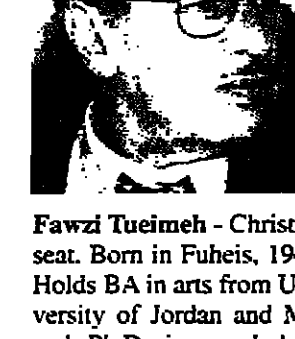 Fawzi Tueimeh - Christ
seat. Born in Fuheis, 19
Holds BA in arts from U
versity of Jordan and M